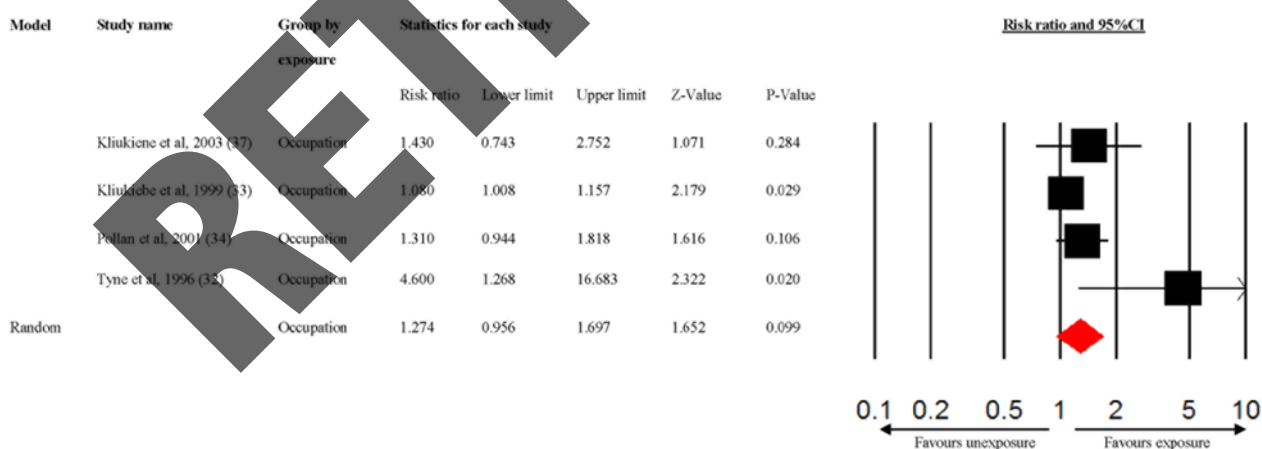 Model Study name Group by exposure Statistics for each study Risk ratio and 95%CI
Risk ratio Lower limit Upper limit Z-Value P-Value
Kliukiene et al, 2003 (37) Occupation 1.430 0.743 2.752 1.071 0.284
Kliukiebe et al, 1999 (33) Occupation 1.080 1.008 1.157 2.179 0.029
Pollan et al, 2001 (34) Occupation 1.310 0.944 1.818 1.616 0.106
Tyne et al, 1996 (32) Occupation 4.600 1.268 16.683 2.322 0.020
Random Occupation 1.274 0.956 1.697 1.652 0.099
0.1 0.2 0.5 1 2 5 10
Favours unexposure Favours exposure